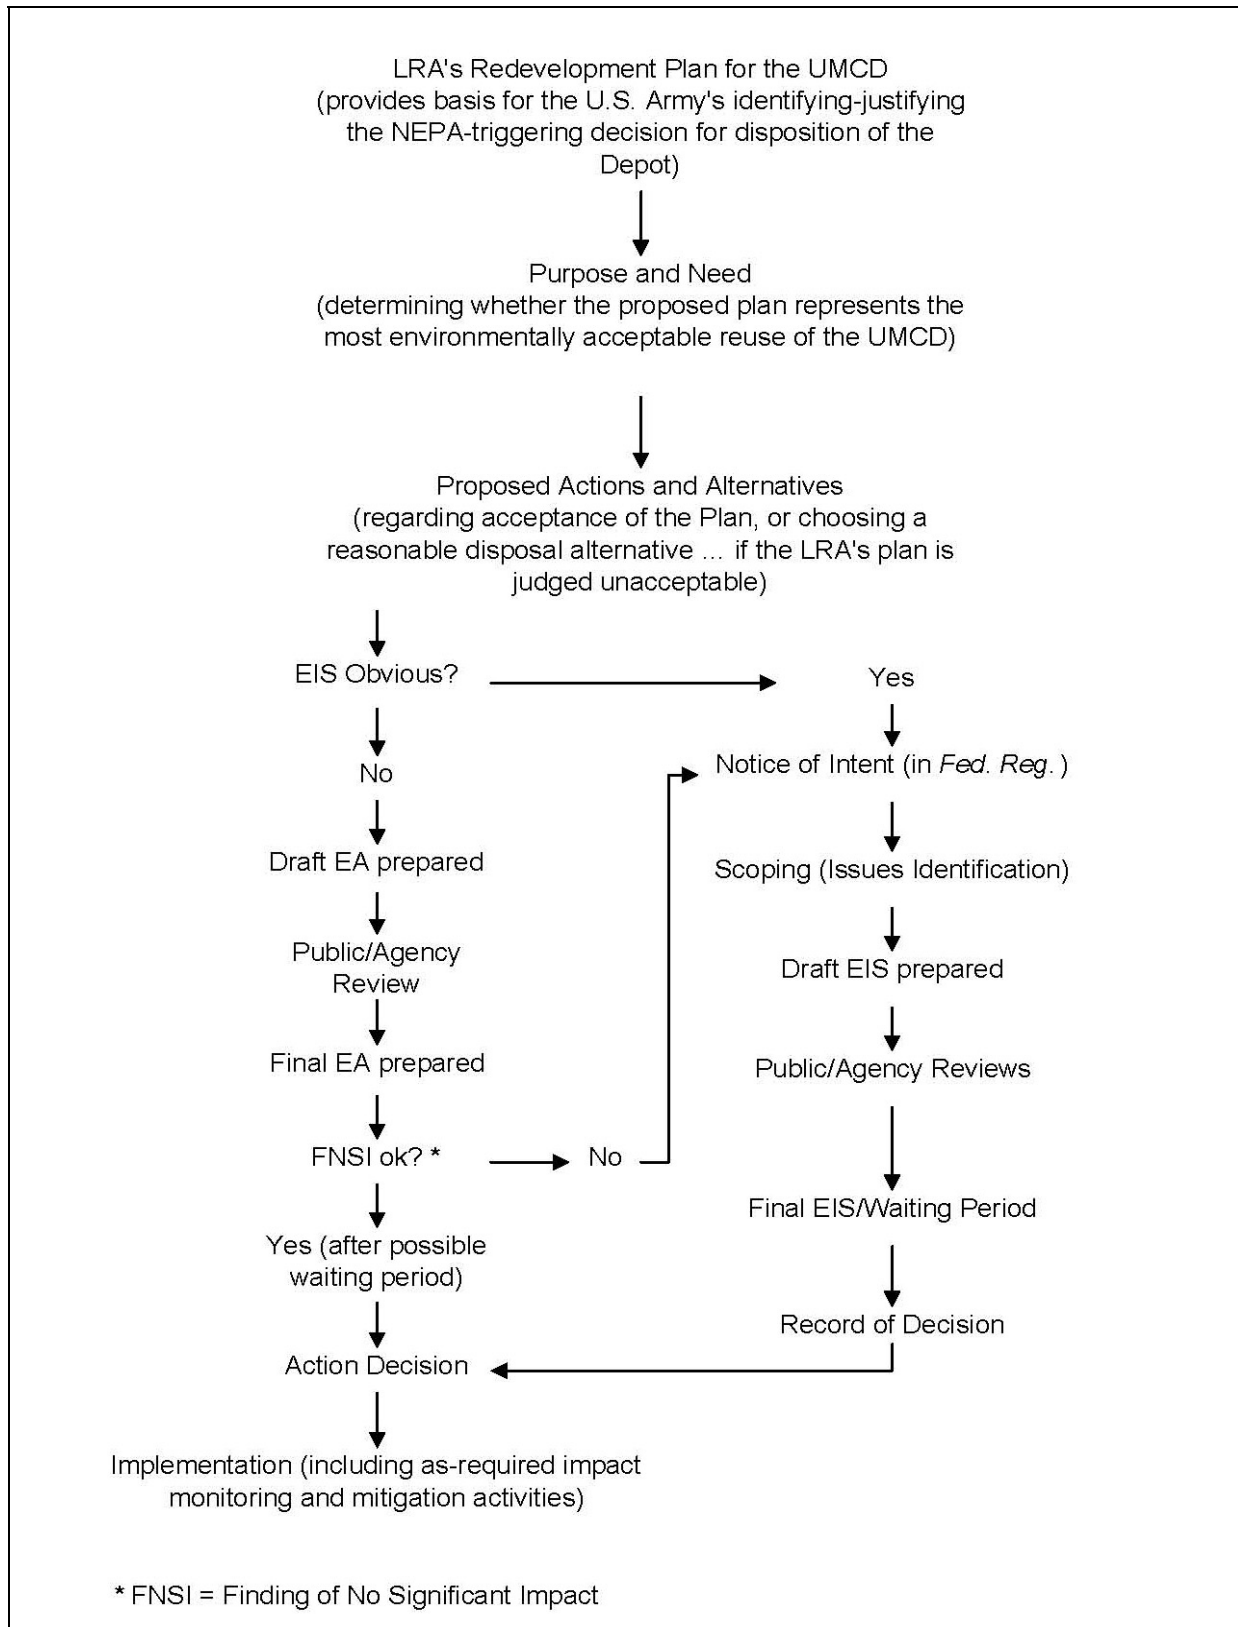 LRA's Redevelopment Plan for the UMCD
(provides basis for the U.S. Army's identifying-justifying
the NEPA-triggering decision for disposition of the
Depot)
Purpose and Need
(determining whether the proposed plan represents the
most environmentally acceptable reuse of the UMCD)
Proposed Actions and Alternatives
(regarding acceptance of the Plan, or choosing a
reasonable disposal alternative ... if the LRA's plan is
judged unacceptable)
EIS Obvious?
Yes
No
Notice of Intent (in Fed. Reg. )
Draft EA prepared
Scoping (Issues Identification)
Public/Agency
Review
Draft EIS prepared
Final EA prepared
Public/Agency Reviews
FNSI ok? *
No
Yes (after possible
waiting period)
Final EIS/Waiting Period
Record of Decision
Action Decision
Implementation (including as-required impact
monitoring and mitigation activities)
* FNSI = Finding of No Significant Impact